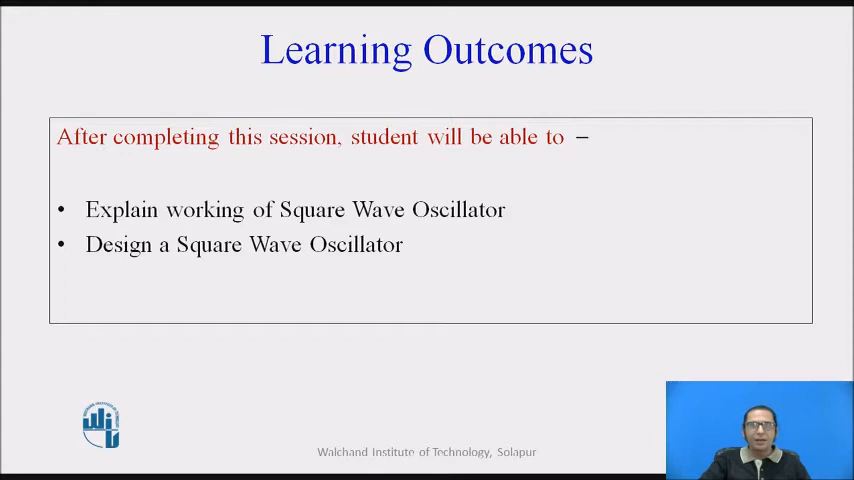 Learning Outcomes
After completing this session, student will be able to –
• Explain working of Square Wave Oscillator
• Design a Square Wave Oscillator
Walchand Institute of Technology, Solapur